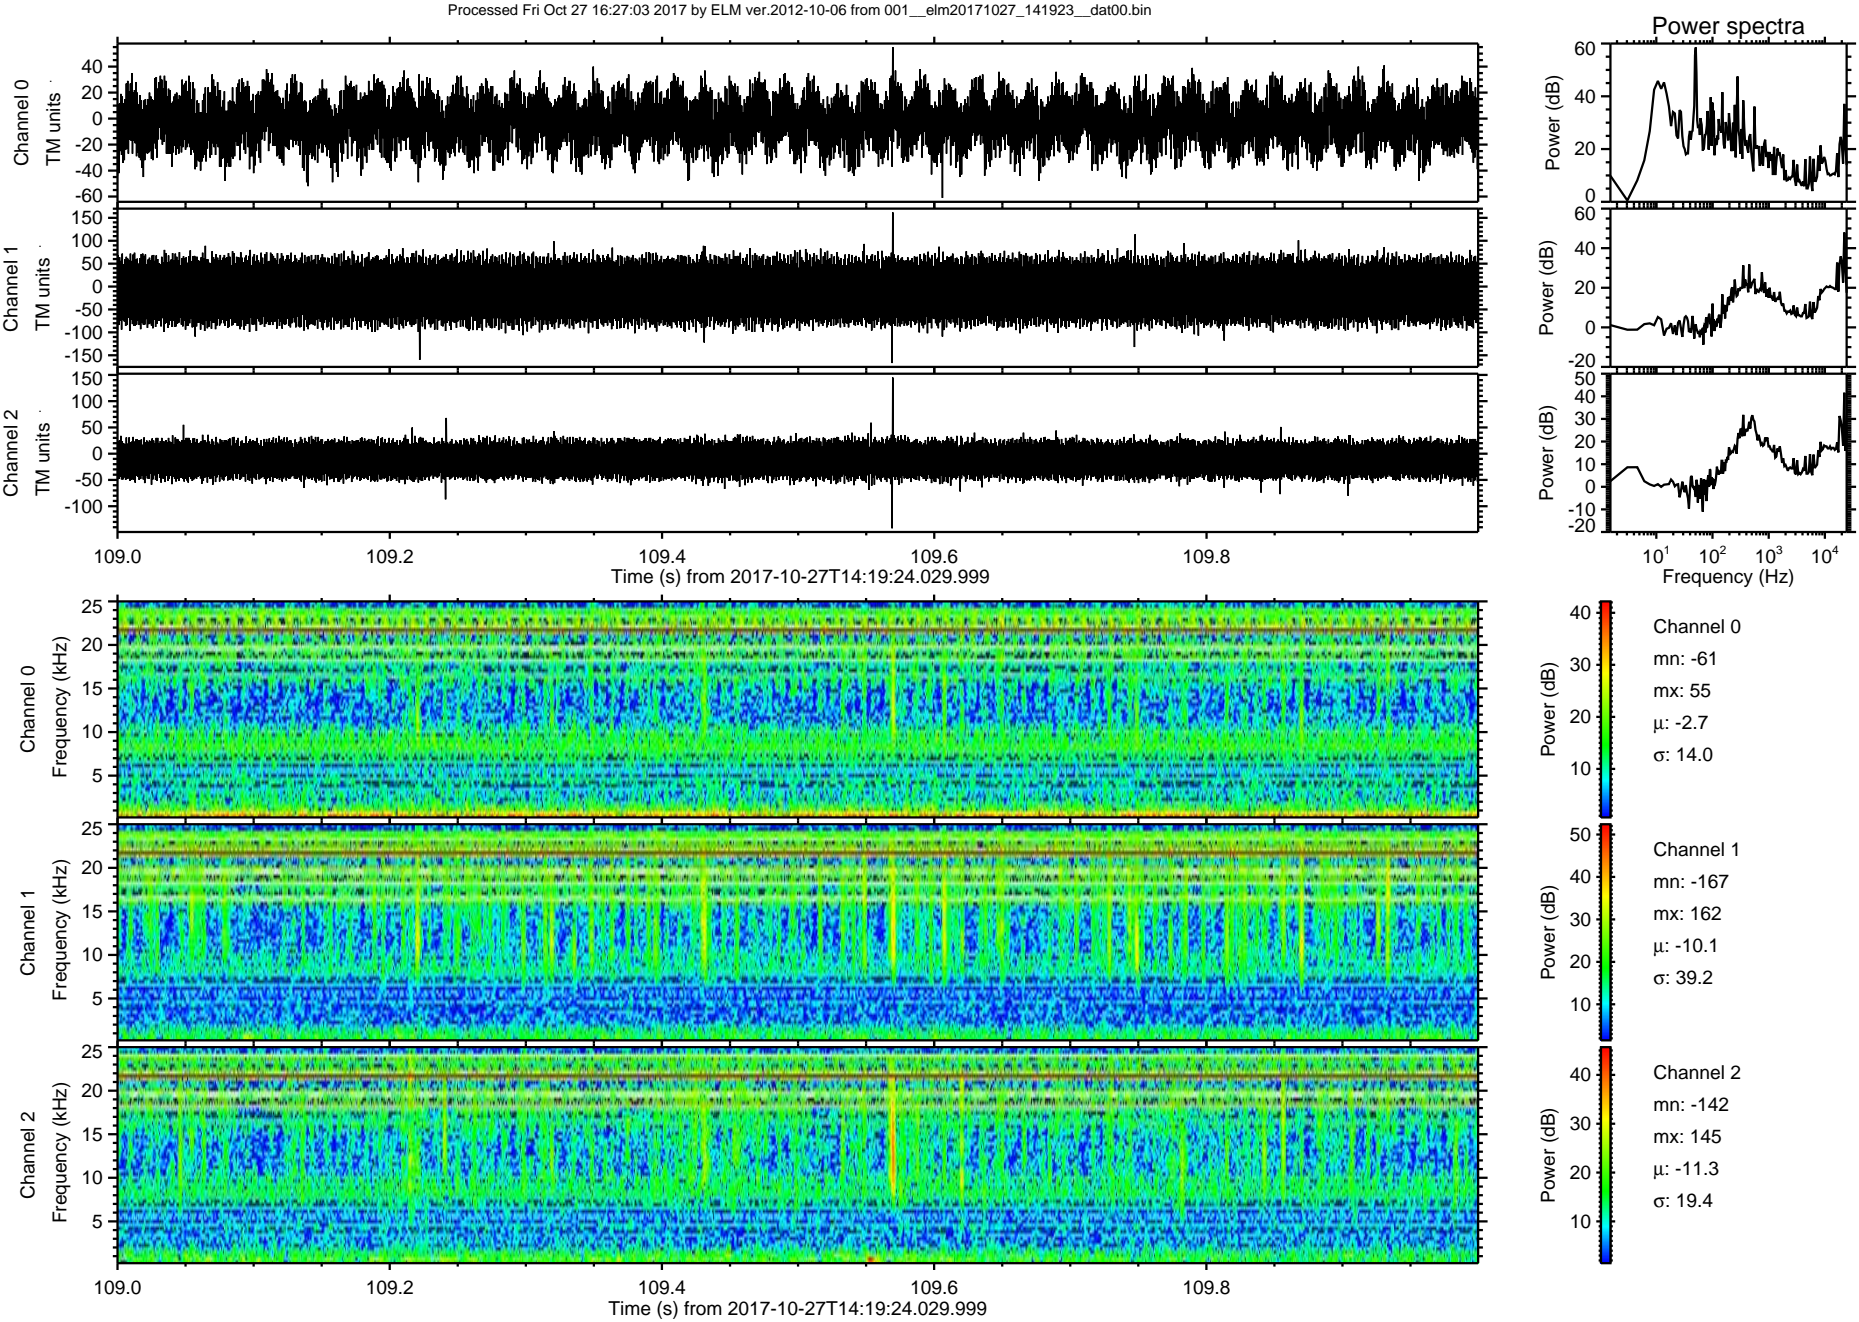 Processed Fri Oct 27 16:27:03 2017 by ELM ver.2012-10-06 from 001__elm20171027_141923__dat00.bin
Power spectra
Channel 0
TM units
40
20
0
-20
-40
-60
Power (dB)
60
40
20
0
Channel 1
TM units
150
100
50
0
-50
-100
-150
Power (dB)
60
40
20
0
-20
Channel 2
TM units
150
100
50
0
-50
-100
Power (dB)
50
40
30
20
10
0
-10
-20
109.0 109.2 109.4 109.6 109.8
Time (s) from 2017-10-27T14:19:24.029.999
10^1 10^2 10^3 10^4
Frequency (Hz)
Channel 0
Frequency (kHz)
25
20
15
10
5
Power (dB)
40
30
20
10
Channel 0
mn: -61
mx: 55
μ: -2.7
σ: 14.0
Channel 1
Frequency (kHz)
25
20
15
10
5
Power (dB)
50
40
30
20
10
Channel 1
mn: -167
mx: 162
μ: -10.1
σ: 39.2
Channel 2
Frequency (kHz)
25
20
15
10
5
Power (dB)
40
30
20
10
Channel 2
mn: -142
mx: 145
μ: -11.3
σ: 19.4
109.0 109.2 109.4 109.6 109.8
Time (s) from 2017-10-27T14:19:24.029.999